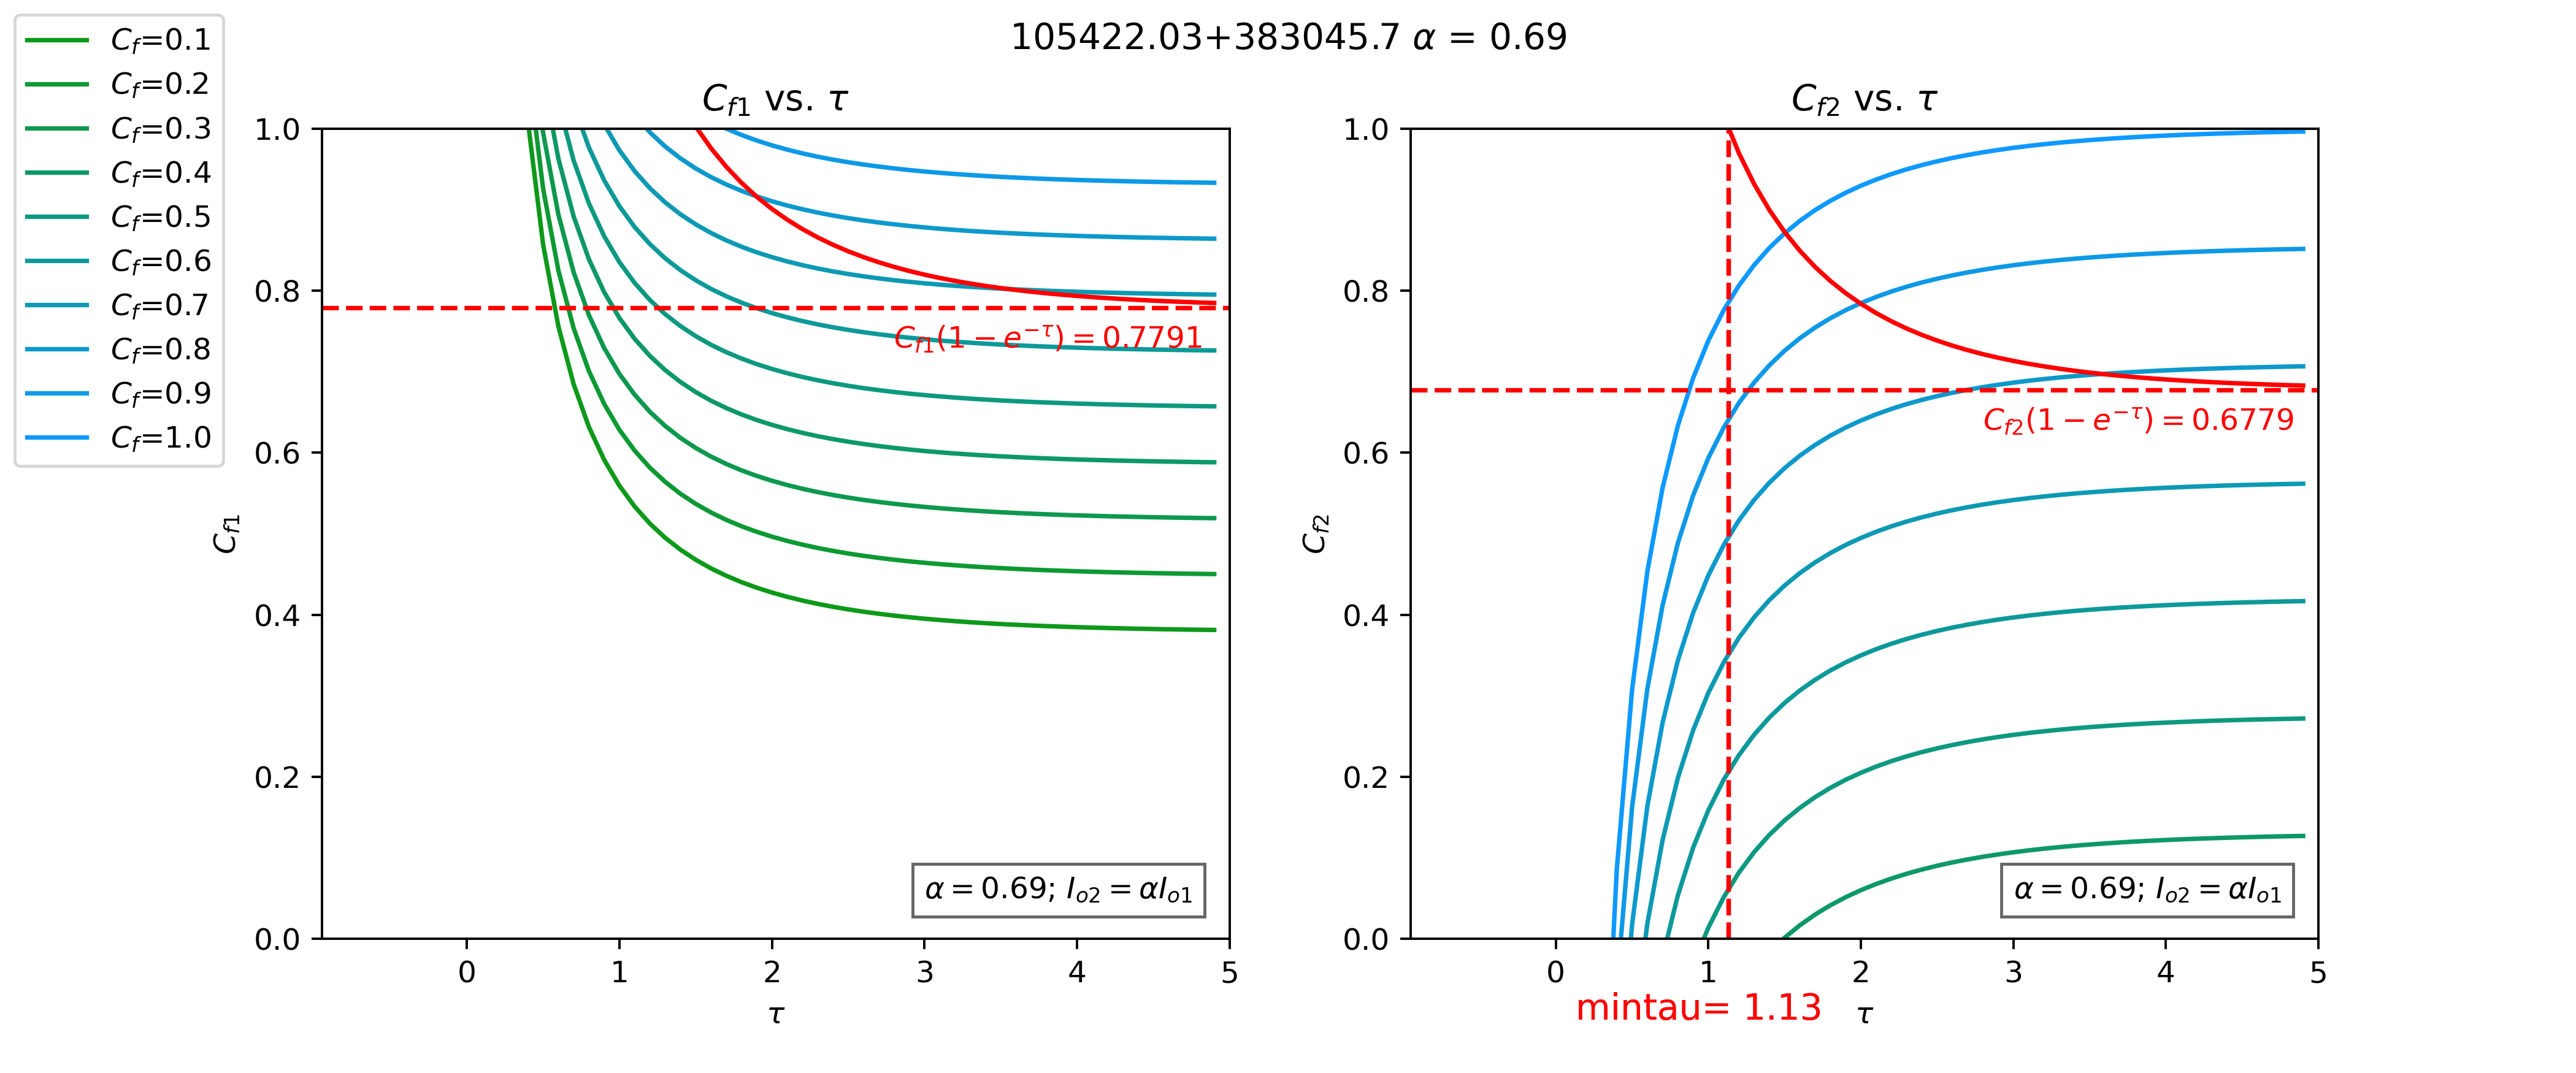 105422.03+383045.7 α = 0.69
C_f=0.1
C_f=0.2
C_f=0.3
C_f=0.4
C_f=0.5
C_f=0.6
C_f=0.7
C_f=0.8
C_f=0.9
C_f=1.0
C_f1 vs. τ
1.0
0.8
0.6
0.4
0.2
0.0
C_f1
C_f1(1 − e^−τ) = 0.7791
α = 0.69; I_o2 = αI_o1
0 1 2 3 4 5
τ
C_f2 vs. τ
1.0
0.8
0.6
0.4
0.2
0.0
C_f2
C_f2(1 − e^−τ) = 0.6779
α = 0.69; I_o2 = αI_o1
0 1 2 3 4 5
mintau= 1.13 τ